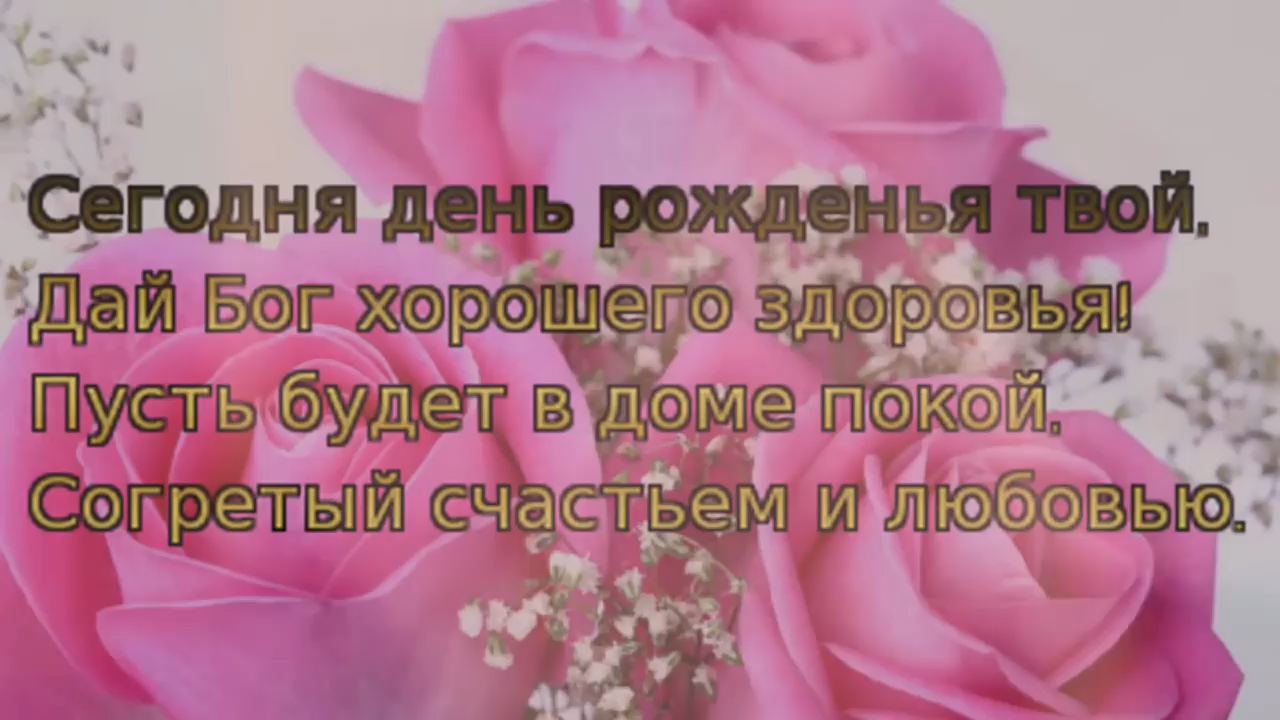 Сегодня день рожденья твой,
Дай Бог хорошего здоровья!
Пусть будет в доме покой,
Согретый счастьем и любовью.